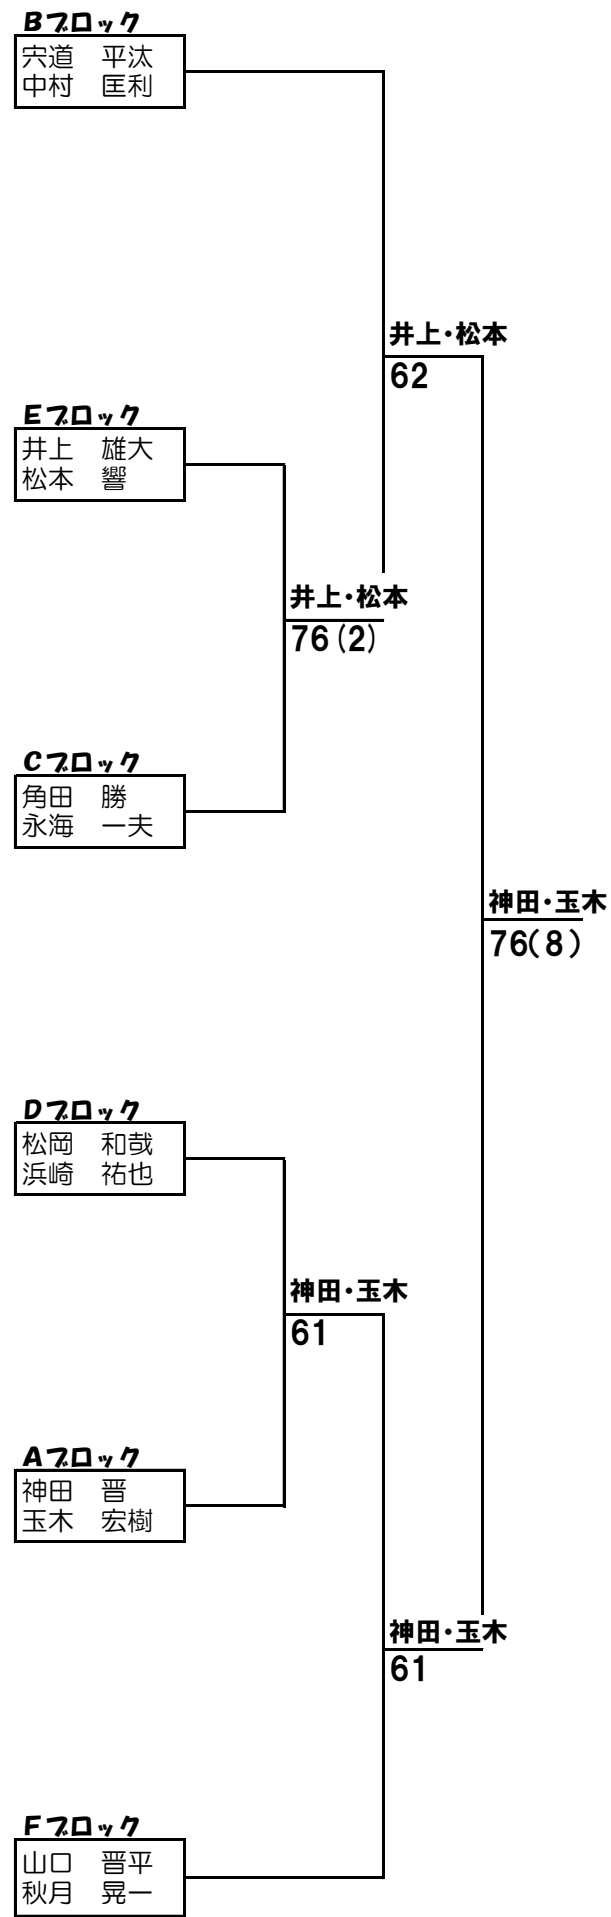 Bブロック
宍道　平汰
中村　匡利
井上・松本
62
Eブロック
井上　雄大
松本　響
井上・松本
76(2)
Cブロック
角田　勝
永海　一夫
神田・玉木
76(8)
Dブロック
松岡　和哉
浜崎　祐也
神田・玉木
61
Aブロック
神田　晋
玉木　宏樹
神田・玉木
61
Fブロック
山口　晋平
秋月　晃一